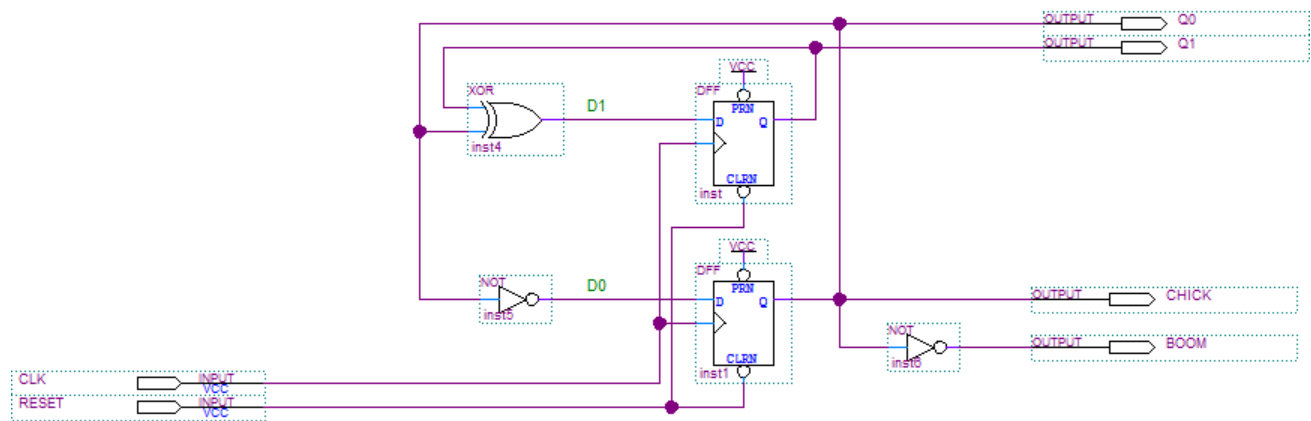 OUTPUT Q0
OUTPUT Q1
VCC
XOR
DFF
D1
PRN
D Q
inst4
CLRN
inst
VCC
DFF
NOT
D0
PRN
D Q
inst5
OUTPUT CHICK
NOT
OUTPUT BOOM
CLRN
inst6
inst1
CLK INPUT
VCC
RESET INPUT
VCC